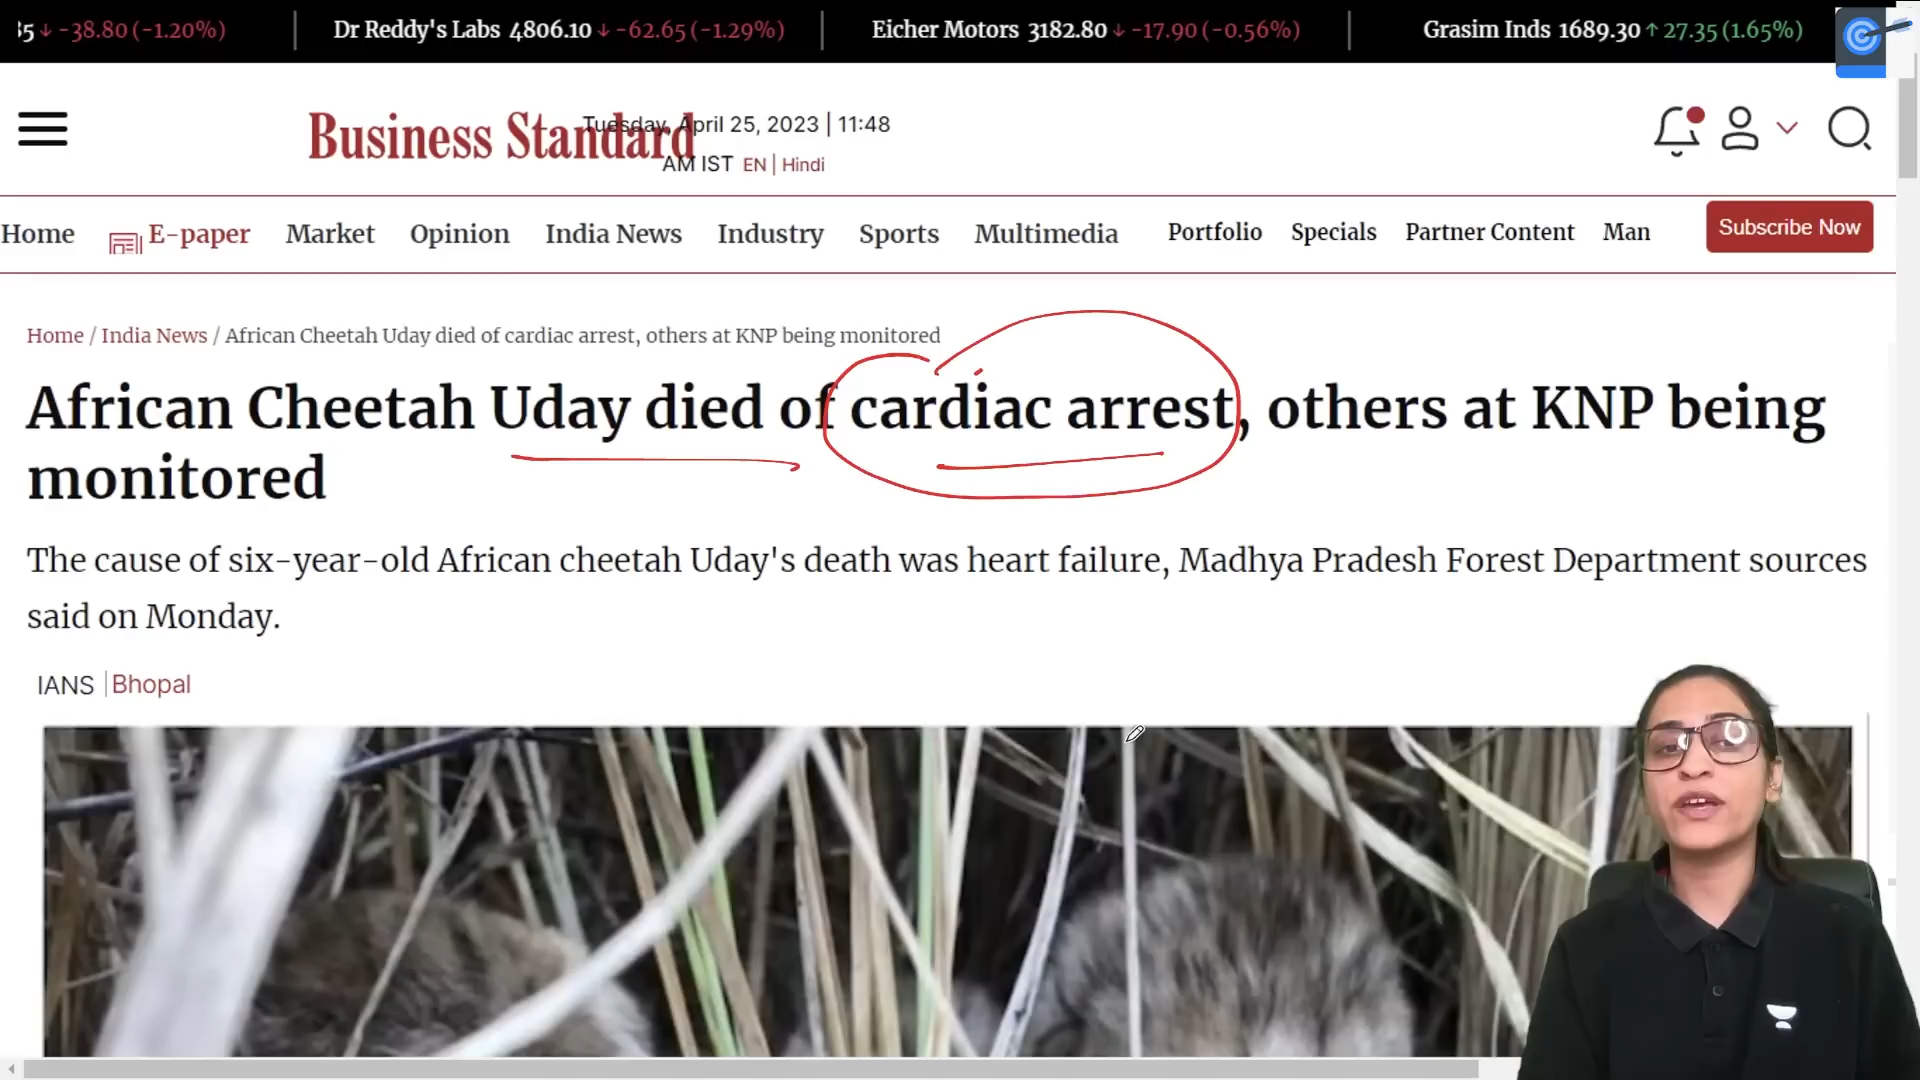 35 ↓ -38.80 (-1.20%) | Dr Reddy's Labs 4806.10 ↓ -62.65 (-1.29%) | Eicher Motors 3182.80 ↓ -17.90 (-0.56%) | Grasim Inds 1689.30 ↑ 27.35 (1.65%)
Business Standard
Tuesday, April 25, 2023 | 11:48
AM IST EN | Hindi
Home E-paper Market Opinion India News Industry Sports Multimedia Portfolio Specials Partner Content Man Subscribe Now
Home / India News / African Cheetah Uday died of cardiac arrest, others at KNP being monitored
African Cheetah Uday died of cardiac arrest, others at KNP being
monitored
The cause of six-year-old African cheetah Uday's death was heart failure, Madhya Pradesh Forest Department sources
said on Monday.
IANS | Bhopal